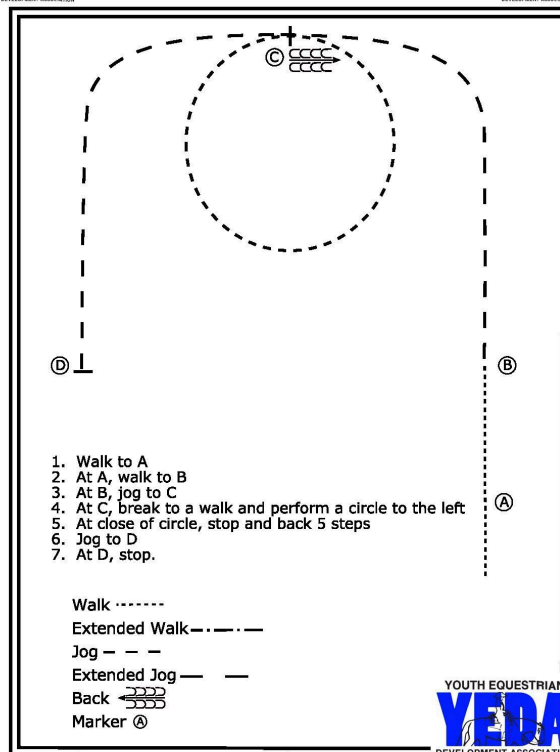 C
D
B
A
1. Walk to A
2. At A, walk to B
3. At B, jog to C
4. At C, break to a walk and perform a circle to the left
5. At close of circle, stop and back 5 steps
6. Jog to D
7. At D, stop.
Walk
Extended Walk
Jog
Extended Jog
Back
Marker A
YOUTH EQUESTRIAN
YEDA